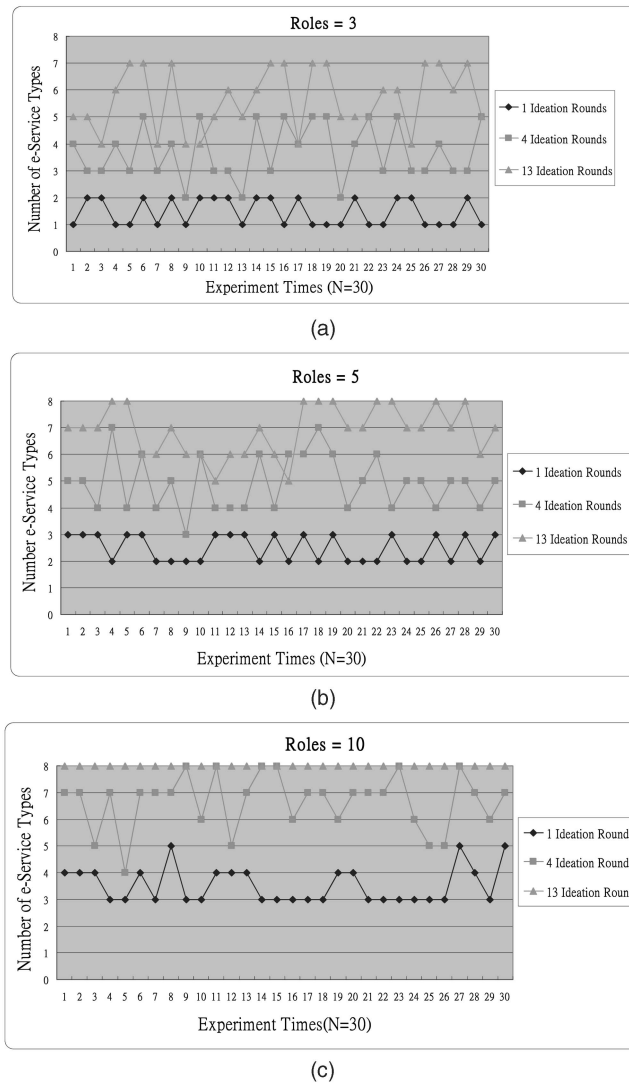 Roles = 3
Number of e-Service Types
8
7
6
5
4
3
2
1
0
1 2 3 4 5 6 7 8 9 10 11 12 13 14 15 16 17 18 19 20 21 22 23 24 25 26 27 28 29 30
Experiment Times (N=30)
1 Ideation Rounds
4 Ideation Rounds
13 Ideation Rounds
(a)
Roles = 5
Number e-Service Types
8
7
6
5
4
3
2
1
0
1 2 3 4 5 6 7 8 9 10 11 12 13 14 15 16 17 18 19 20 21 22 23 24 25 26 27 28 29 30
Experiment Times (N=30)
1 Ideation Rounds
4 Ideation Rounds
13 Ideation Rounds
(b)
Roles = 10
Number of e-Service Types
8
7
6
5
4
3
2
1
0
1 2 3 4 5 6 7 8 9 10 11 12 13 14 15 16 17 18 19 20 21 22 23 24 25 26 27 28 29 30
Experiment Times(N=30)
1 Ideation Round
4 Ideation Round
13 Ideation Roun
(c)